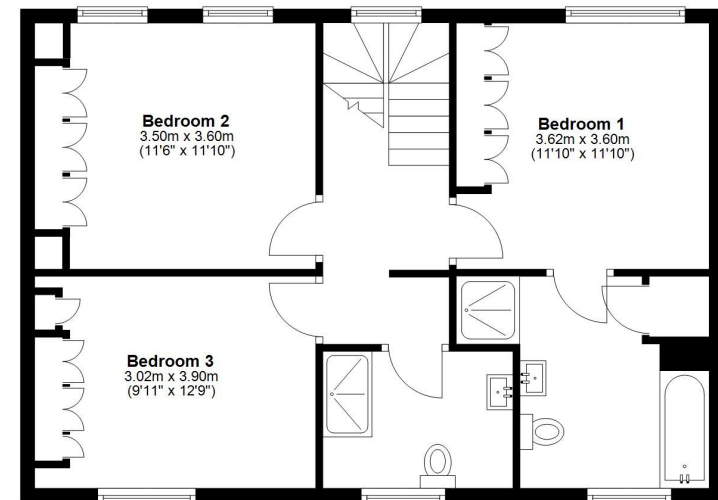 Bedroom 2
3.50m x 3.60m
(11'6" x 11'10")
Bedroom 1
3.62m x 3.60m
(11'10" x 11'10")
Bedroom 3
3.02m x 3.90m
(9'11" x 12'9")